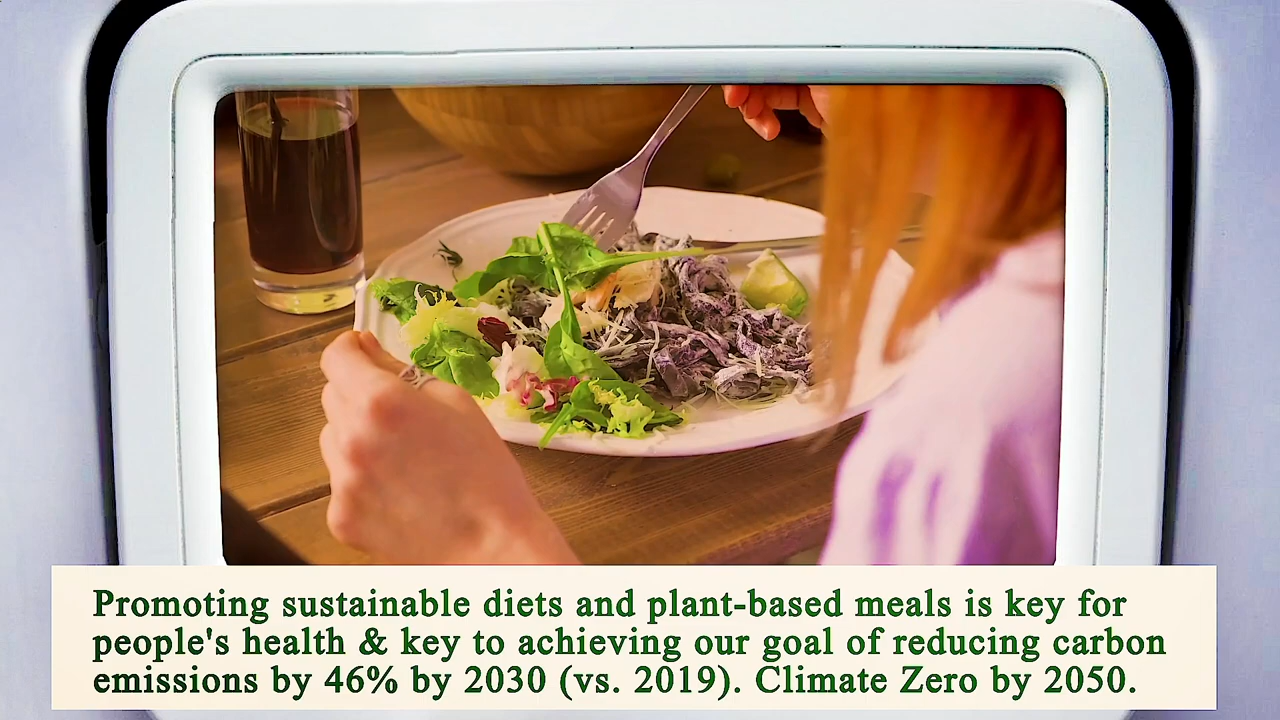 Promoting sustainable diets and plant-based meals is key for
people's health & key to achieving our goal of reducing carbon
emissions by 46% by 2030 (vs. 2019). Climate Zero by 2050.